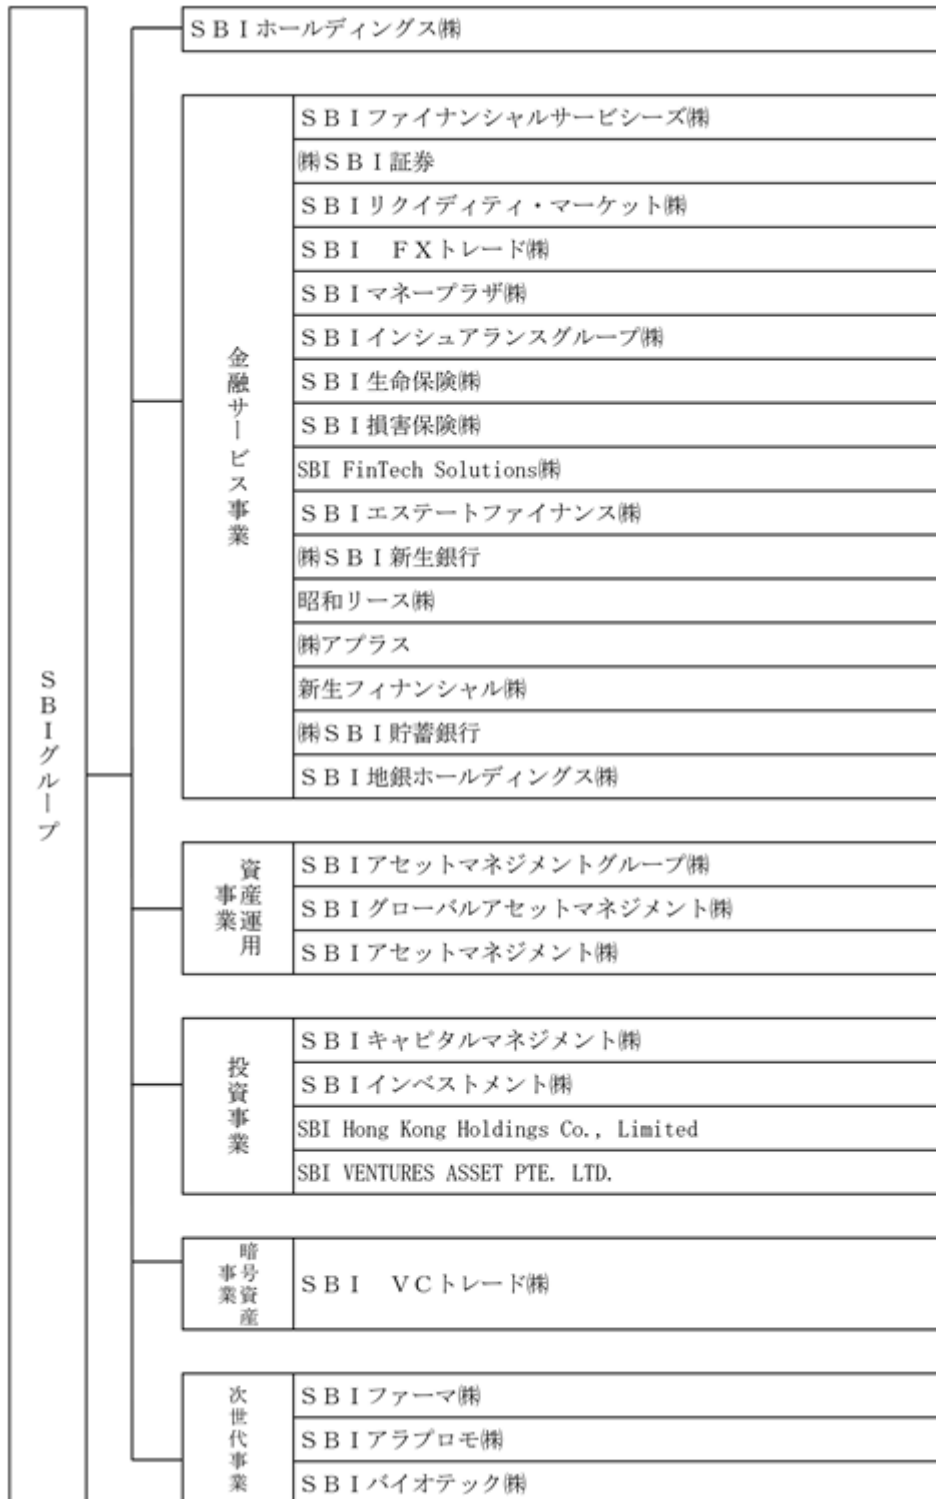 SBIグループ
SBIホールディングス㈱
金融サービス事業
SBIファイナンシャルサービシーズ㈱
㈱SBI証券
SBIリクイディティ・マーケット㈱
SBI FXトレード㈱
SBIマネープラザ㈱
SBIインシュアランスグループ㈱
SBI生命保険㈱
SBI損害保険㈱
SBI FinTech Solutions㈱
SBIエステートファイナンス㈱
㈱SBI新生銀行
昭和リース㈱
㈱アプラス
新生フィナンシャル㈱
㈱SBI貯蓄銀行
SBI地銀ホールディングス㈱
資産運用
事業
SBIアセットマネジメントグループ㈱
SBIグローバルアセットマネジメント㈱
SBIアセットマネジメント㈱
投資事業
SBIキャピタルマネジメント㈱
SBIインベストメント㈱
SBI Hong Kong Holdings Co., Limited
SBI VENTURES ASSET PTE. LTD.
暗号資産
事業
SBI VCトレード㈱
次世代事業
SBIファーマ㈱
SBIアラプロモ㈱
SBIバイオテック㈱